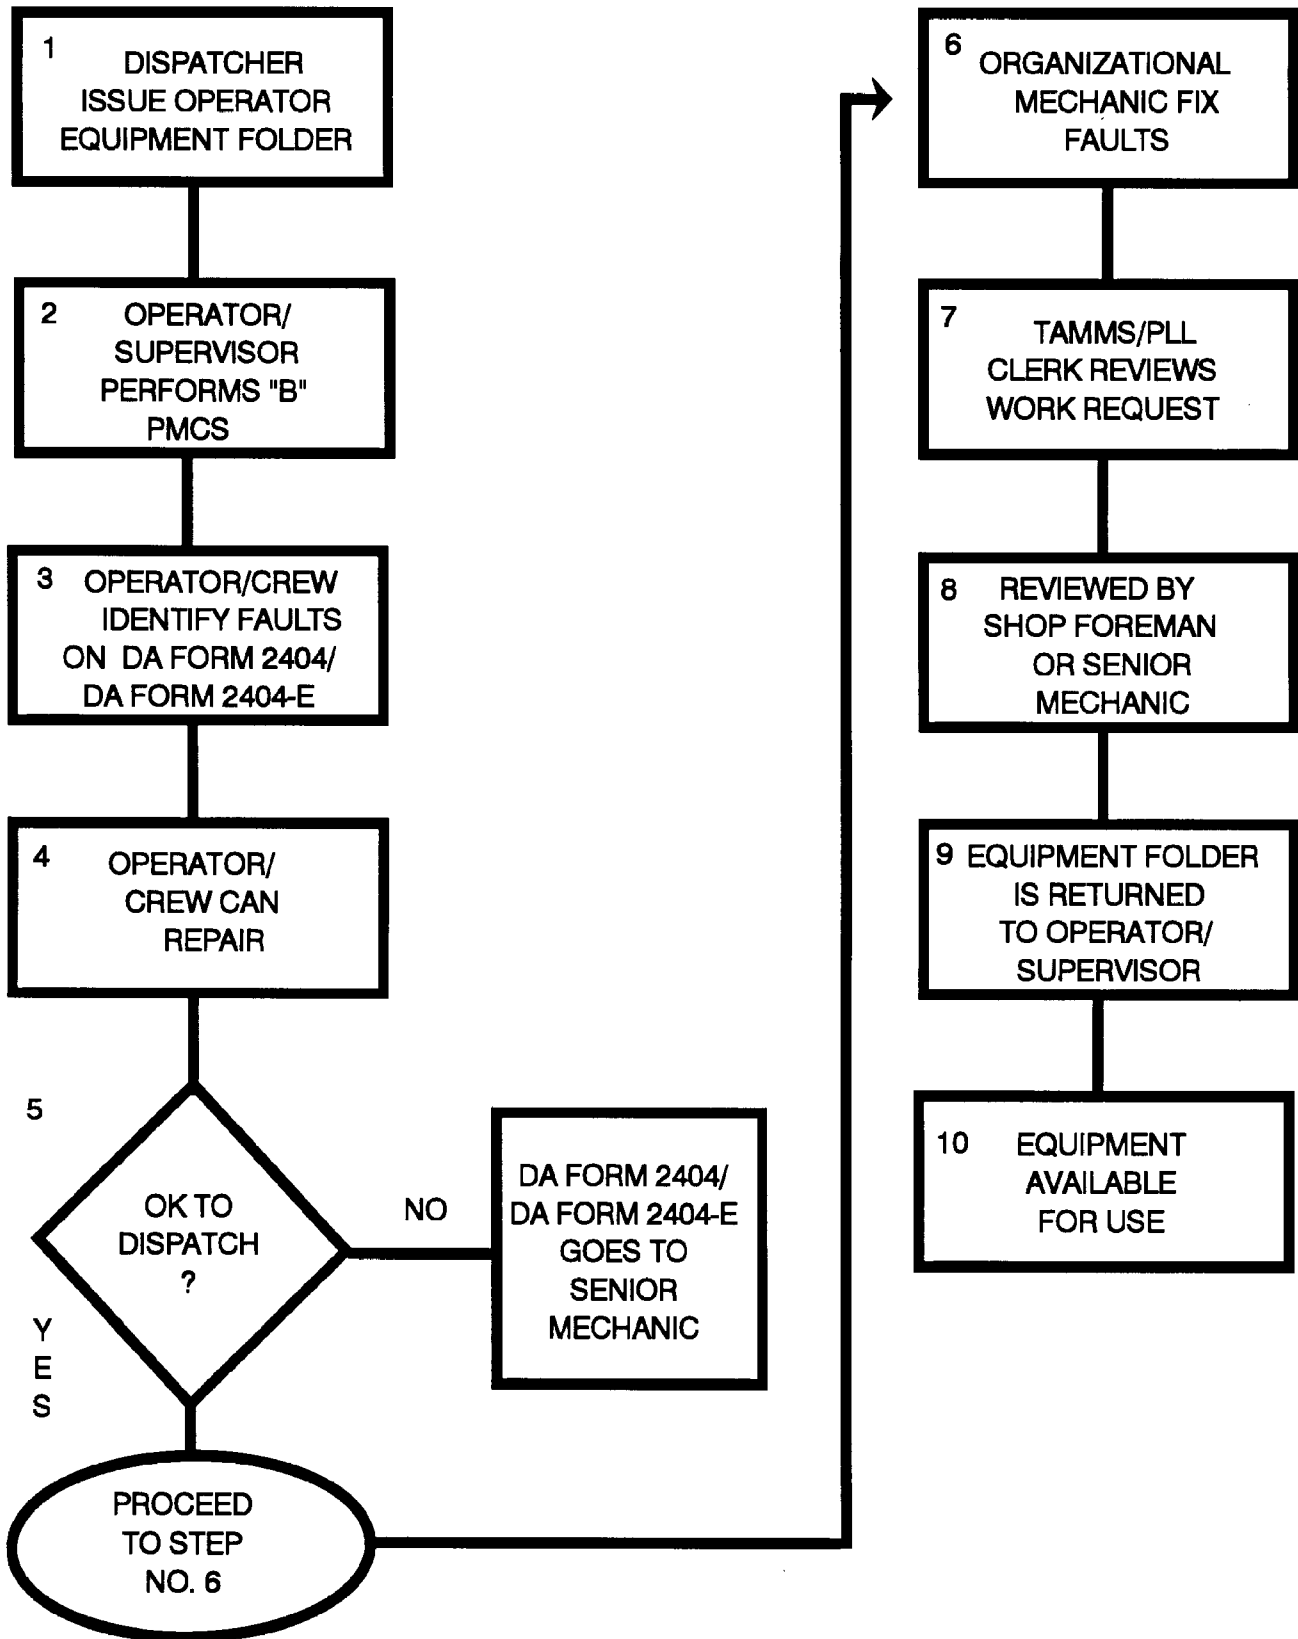 1
DISPATCHER
ISSUE OPERATOR
EQUIPMENT FOLDER
2 OPERATOR/
SUPERVISOR
PERFORMS "B"
PMCS
3 OPERATOR/CREW
IDENTIFY FAULTS
ON DA FORM 2404/
DA FORM 2404-E
4 OPERATOR/
CREW CAN
REPAIR
5
OK TO
DISPATCH
?
NO
DA FORM 2404/
DA FORM 2404-E
GOES TO
SENIOR
MECHANIC
Y
E
S
PROCEED
TO STEP
NO. 6
6
ORGANIZATIONAL
MECHANIC FIX
FAULTS
7
TAMMS/PLL
CLERK REVIEWS
WORK REQUEST
8 REVIEWED BY
SHOP FOREMAN
OR SENIOR
MECHANIC
9 EQUIPMENT FOLDER
IS RETURNED
TO OPERATOR/
SUPERVISOR
10 EQUIPMENT
AVAILABLE
FOR USE